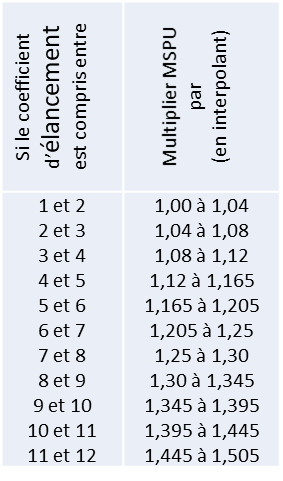 Si le coefficient
d'élancement
est compris entre
Multiplier MSPU
par
(en interpolant)
1 et 2 1,00 à 1,04
2 et 3 1,04 à 1,08
3 et 4 1,08 à 1,12
4 et 5 1,12 à 1,165
5 et 6 1,165 à 1,205
6 et 7 1,205 à 1,25
7 et 8 1,25 à 1,30
8 et 9 1,30 à 1,345
9 et 10 1,345 à 1,395
10 et 11 1,395 à 1,445
11 et 12 1,445 à 1,505